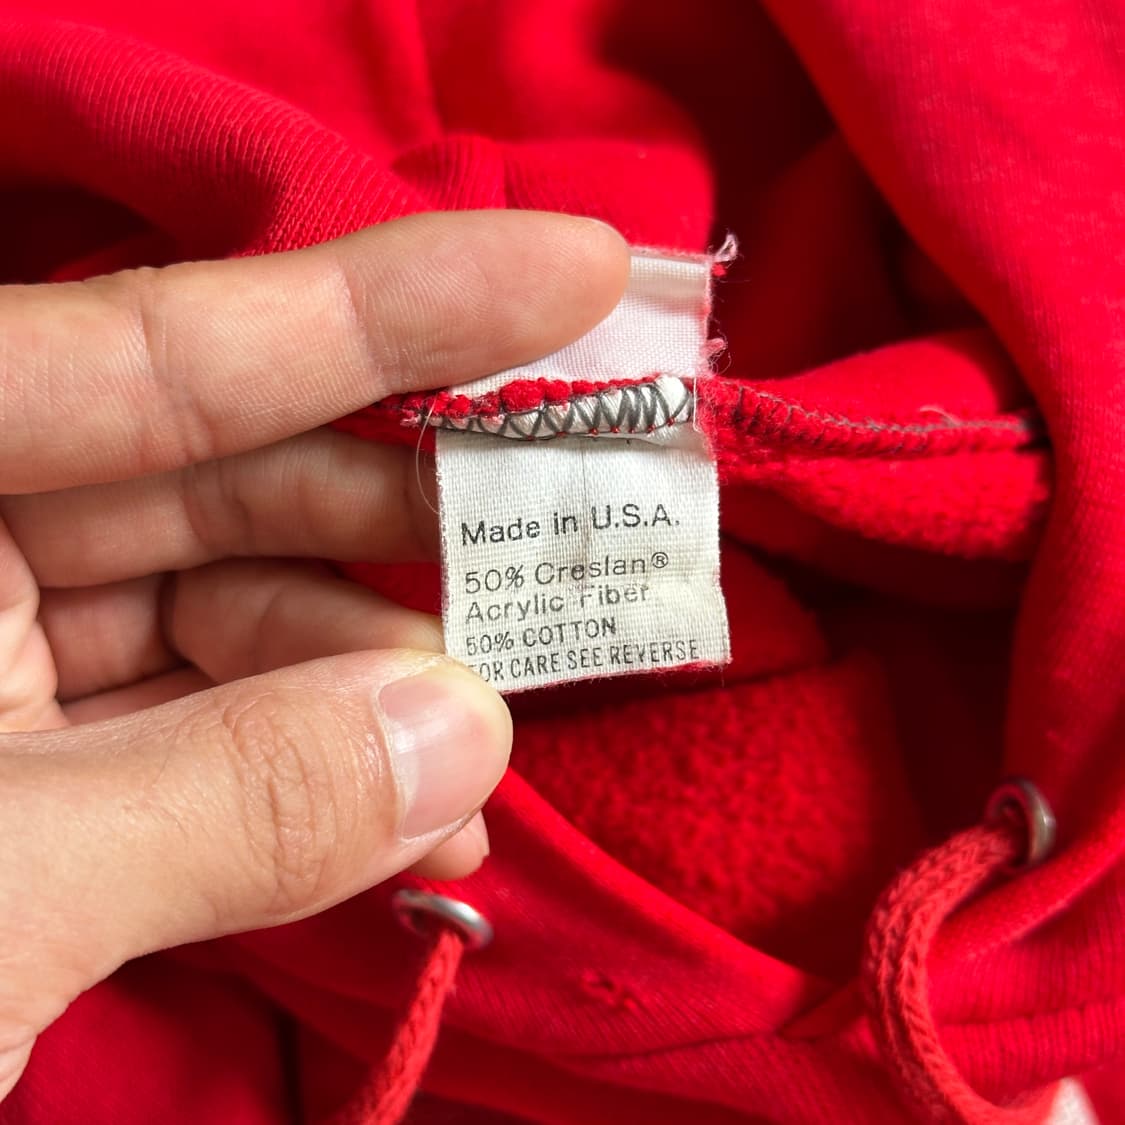 Made in U.S.A.
50% Creslan®
Acrylic Fiber
50% COTTON
FOR CARE SEE REVERSE